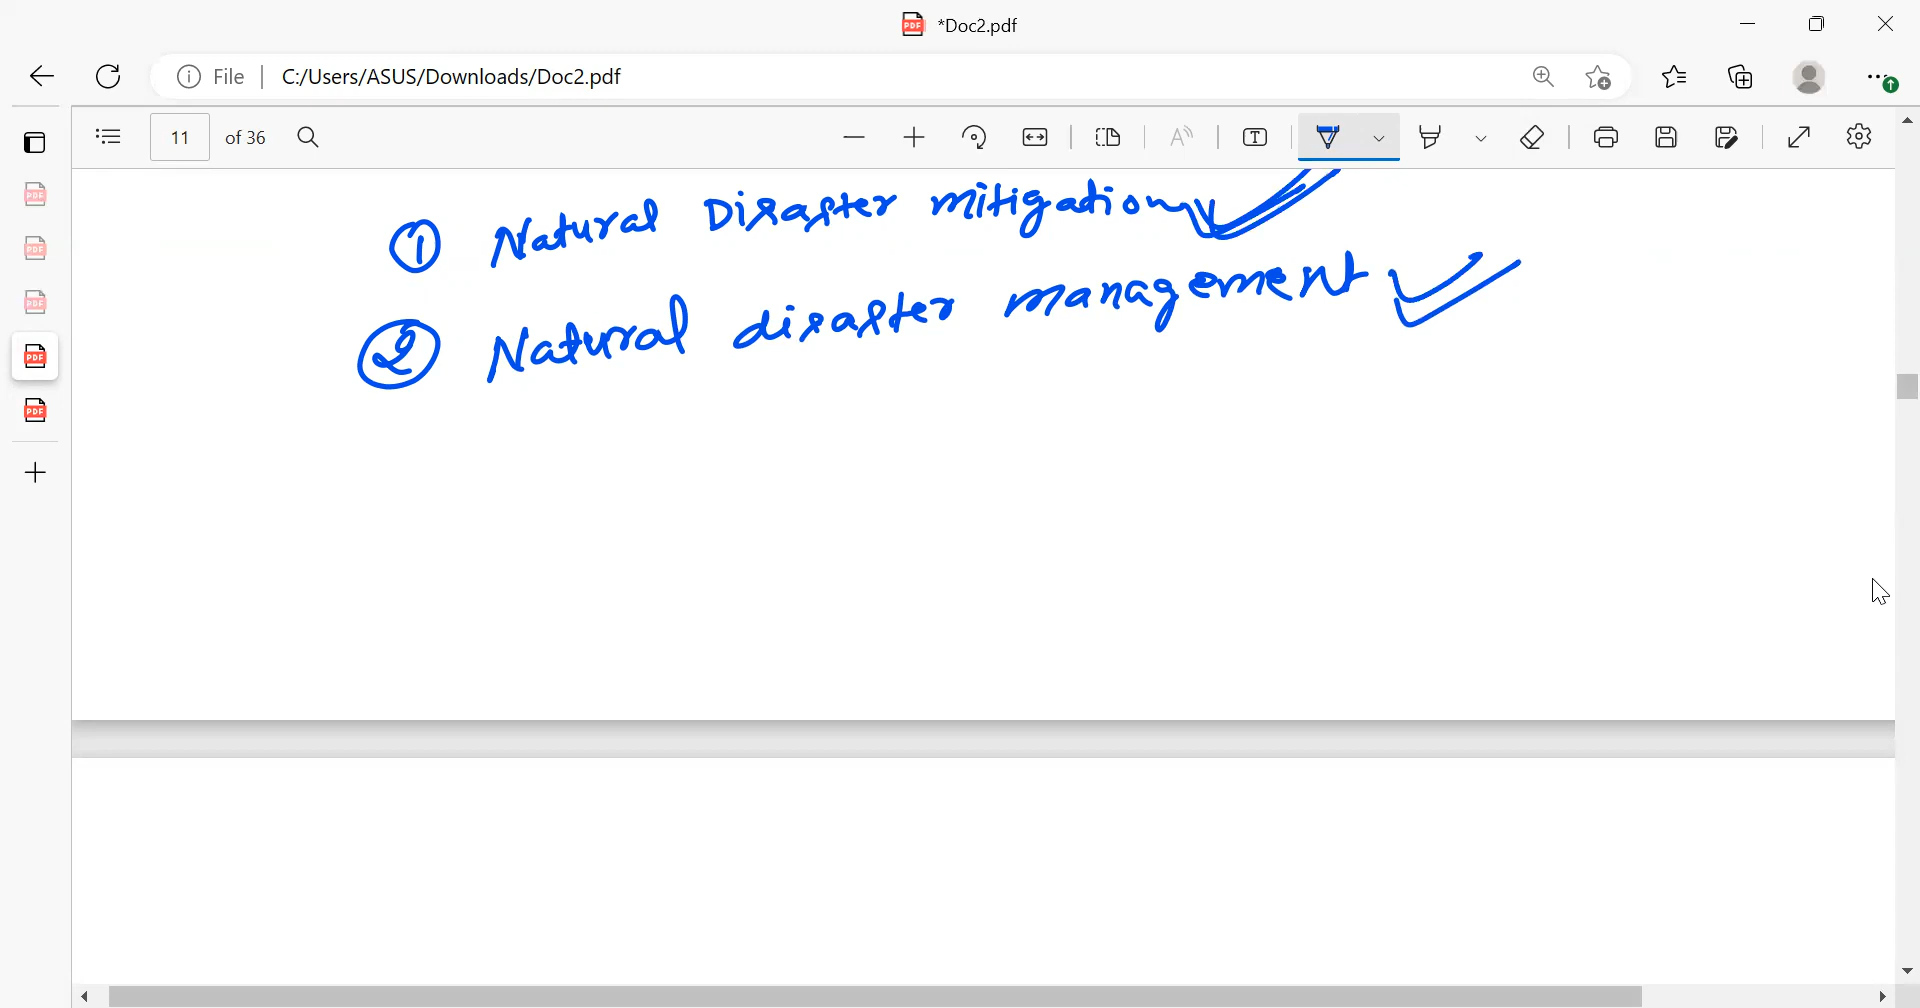 *Doc2.pdf
File C:/Users/ASUS/Downloads/Doc2.pdf
11 of 36
① Natural Disaster mitigation
② Natural disaster management